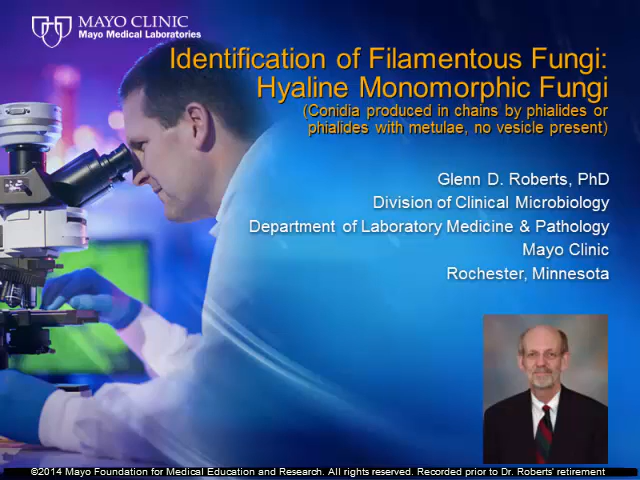 MAYO CLINIC
Mayo Medical Laboratories
Identification of Filamentous Fungi:
Hyaline Monomorphic Fungi
(Conidia produced in chains by phialides or
phialides with metulae, no vesicle present)
Glenn D. Roberts, PhD
Division of Clinical Microbiology
Department of Laboratory Medicine & Pathology
Mayo Clinic
Rochester, Minnesota
©2014 Mayo Foundation for Medical Education and Research. All rights reserved. Recorded prior to Dr. Roberts' retirement